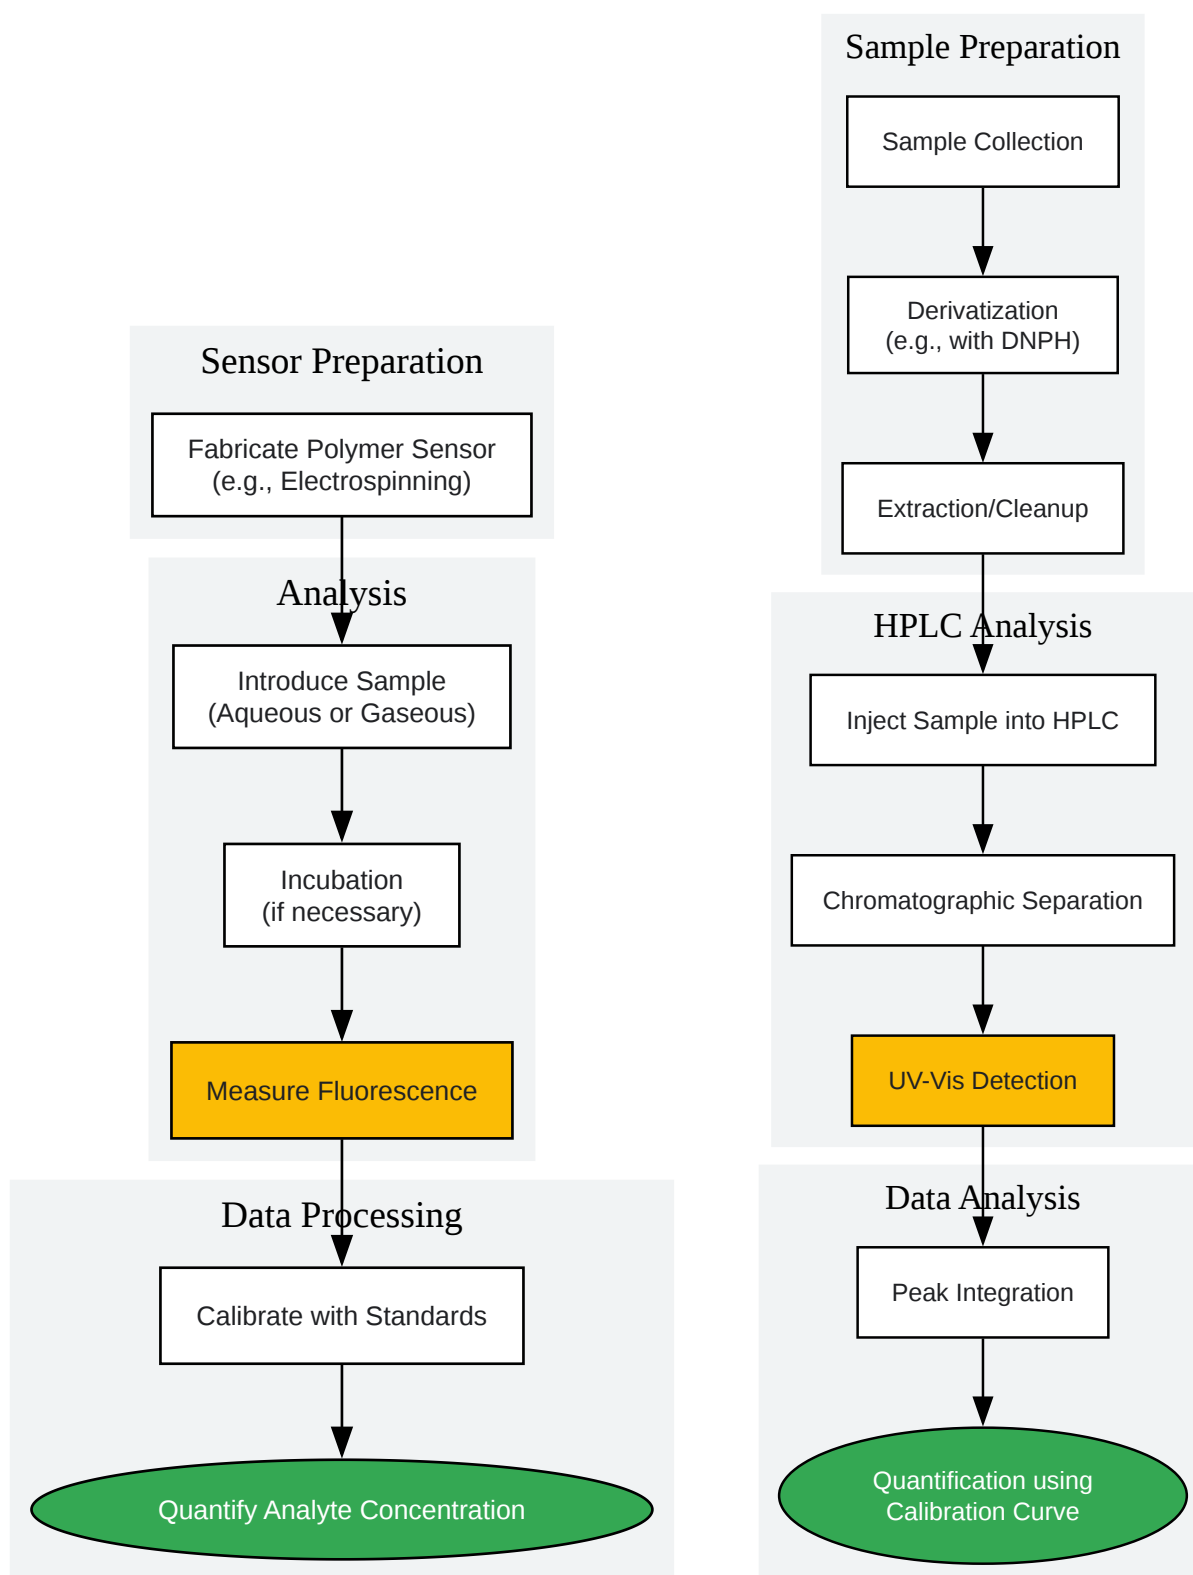 Sensor Preparation
Fabricate Polymer Sensor
(e.g., Electrospinning)
Analysis
Introduce Sample
(Aqueous or Gaseous)
Incubation
(if necessary)
Measure Fluorescence
Data Processing
Calibrate with Standards
Quantify Analyte Concentration
Sample Preparation
Sample Collection
Derivatization
(e.g., with DNPH)
Extraction/Cleanup
HPLC Analysis
Inject Sample into HPLC
Chromatographic Separation
UV-Vis Detection
Data Analysis
Peak Integration
Quantification using
Calibration Curve